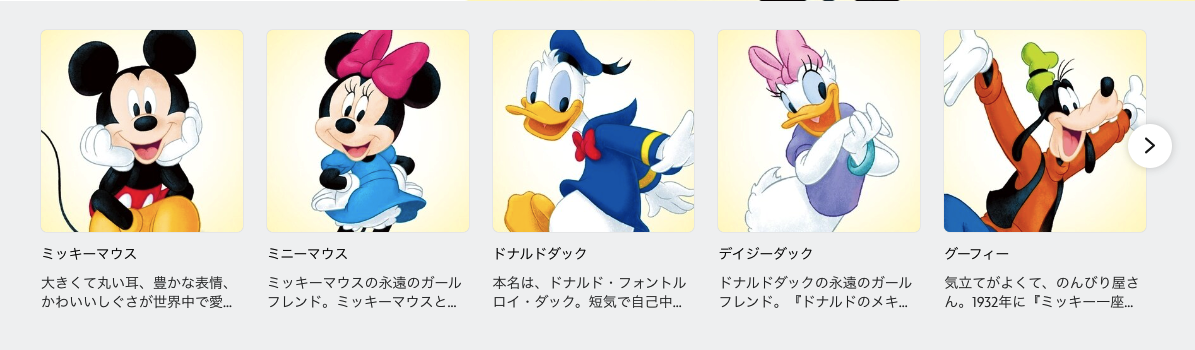 ミッキーマウス
大きくて丸い耳、豊かな表情、
かわいいしぐさが世界中で愛...
ミニーマウス
ミッキーマウスの永遠のガール
フレンド。ミッキーマウスと...
ドナルドダック
本名は、ドナルド・フォントル
ロイ・ダック。短気で自己中...
デイジーダック
ドナルドダックの永遠のガール
フレンド。『ドナルドのメキ...
グーフィー
気立てがよくて、のんびり屋さ
ん。1932年に『ミッキー一座...